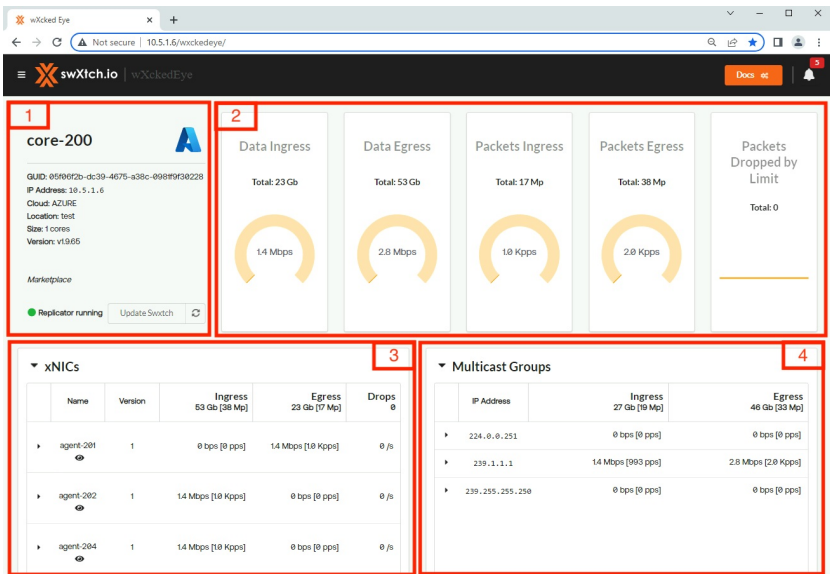 wXcked Eye
Not secure | 10.5.1.6/wxckedeye/
swXtch.io | wXckedEye
Docs
5
1
core-200
GUID: 05f06f2b-dc39-4675-a38c-0981f9f30228
IP Address: 10.5.1.6
Cloud: AZURE
Location: test
Size: 1 cores
Version: v1.9.65
Marketplace
Replicator running
Update Swxtch
2
Data Ingress
Total: 23 Gb
1.4 Mbps
Data Egress
Total: 53 Gb
2.8 Mbps
Packets Ingress
Total: 17 Mp
1.0 Kpps
Packets Egress
Total: 38 Mp
2.0 Kpps
Packets
Dropped by
Limit
Total: 0
3
xNICs
Name Version Ingress Egress Drops
53 Gb [38 Mp] 23 Gb [17 Mp] 0
agent-201 1 0 bps [0 pps] 1.4 Mbps [1.0 Kpps] 0 /s
agent-202 1 1.4 Mbps [1.0 Kpps] 0 bps [0 pps] 0 /s
agent-204 1 1.4 Mbps [1.0 Kpps] 0 bps [0 pps] 0 /s
4
Multicast Groups
IP Address Ingress Egress
27 Gb [19 Mp] 46 Gb [33 Mp]
224.0.0.251 0 bps [0 pps] 0 bps [0 pps]
239.1.1.1 1.4 Mbps [993 pps] 2.8 Mbps [2.0 Kpps]
239.255.255.250 0 bps [0 pps] 0 bps [0 pps]